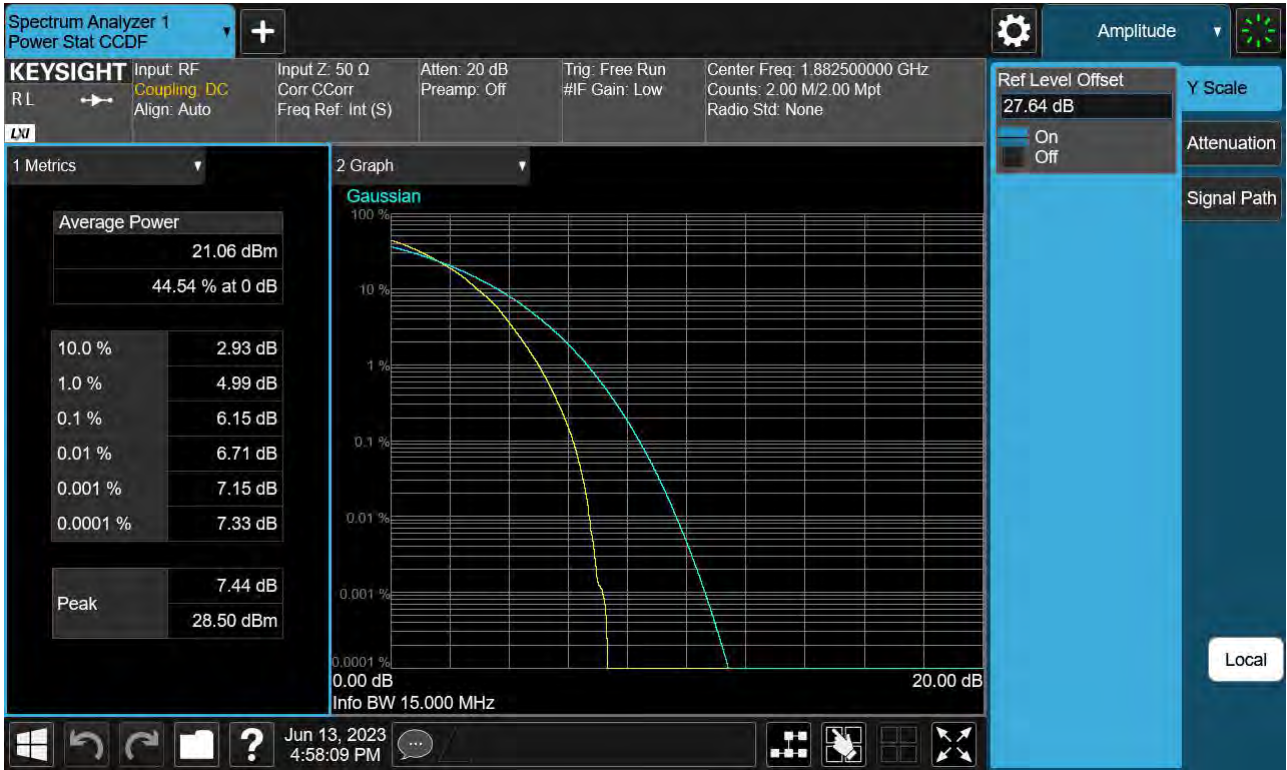 Spectrum Analyzer 1
Power Stat CCDF
Amplitude
KEYSIGHT
RL
LXI
Input: RF
Coupling: DC
Align: Auto
Input Z: 50 Ω
Corr CCorr
Freq Ref: Int (S)
Atten: 20 dB
Preamp: Off
Trig: Free Run
#IF Gain: Low
Center Freq: 1.882500000 GHz
Counts: 2.00 M/2.00 Mpt
Radio Std: None
Ref Level Offset
27.64 dB
On
Off
Y Scale
Attenuation
Signal Path
Local
1 Metrics
Average Power
21.06 dBm
44.54 % at 0 dB
10.0 % 2.93 dB
1.0 % 4.99 dB
0.1 % 6.15 dB
0.01 % 6.71 dB
0.001 % 7.15 dB
0.0001 % 7.33 dB
Peak
7.44 dB
28.50 dBm
2 Graph
Gaussian
100 %
10 %
1 %
0.1 %
0.01 %
0.001 %
0.0001 %
0.00 dB 20.00 dB
Info BW 15.000 MHz
?
Jun 13, 2023
4:58:09 PM